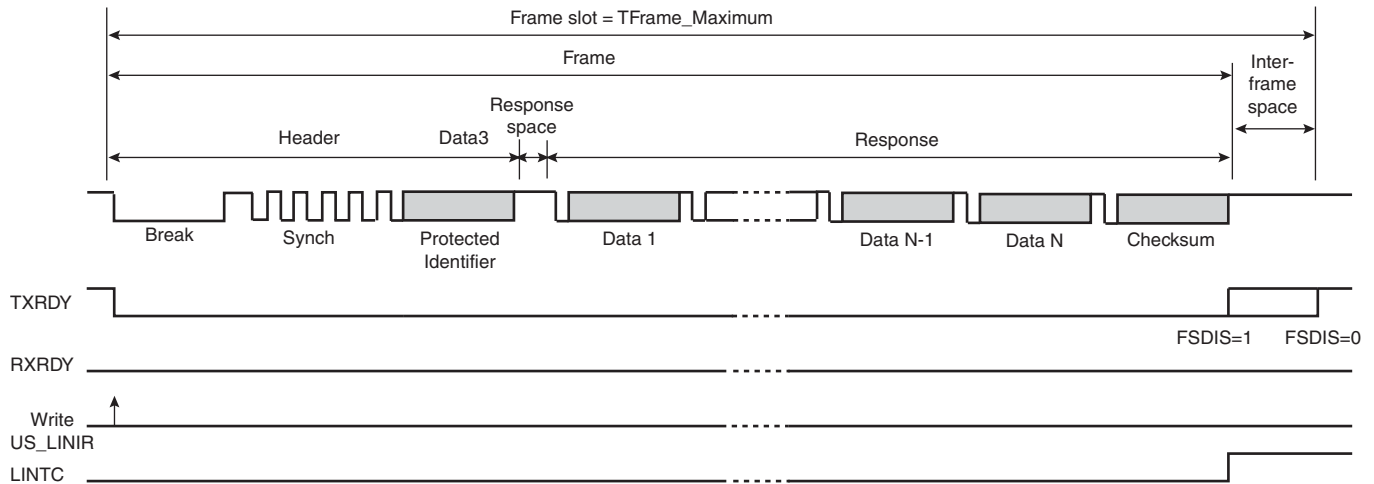 Frame slot = TFrame_Maximum
Frame
Inter-
frame
space
Response
space
Header
Data3
Response
Break
Synch
Protected
Identifier
Data 1
Data N-1
Data N
Checksum
TXRDY
FSDIS=1
FSDIS=0
RXRDY
Write
US_LINIR
LINTC